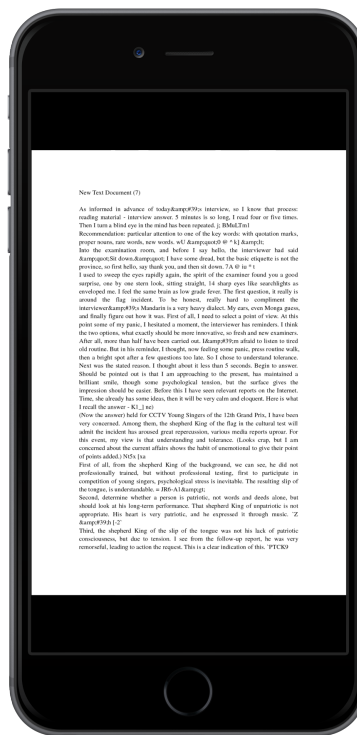 New Text Document (7)
As informed in advance of today&amp;#39;s interview, so I know that process:
reading material - interview answer. 5 minutes is so long, I read four or five times.
Then I turn a blind eye in the mind has been repeated. j; BMsLTm1
Recommendation: particular attention to one of the key words: with quotation marks,
proper nouns, rare words, new words. wU &amp;quot;0 @ * k] &amp;lt;
Into the examination room, and before I say hello, the interviewer had said
&amp;quot;Sit down.&amp;quot; I have some dread, but the basic etiquette is not the
province, so first hello, say thank you, and then sit down. 7A @ iu * t
I used to sweep the eyes rapidly again, the spirit of the examiner found you a good
surprise, one by one stern look, sitting straight, 14 sharp eyes like searchlights as
enveloped me. I feel the same brain as low grade fever. The first question, it really is
around the flag incident. To be honest, really hard to compliment the
interviewer&amp;#39;s Mandarin is a very heavy dialect. My ears, even Monga guess,
and finally figure out how it was. First of all, I need to select a point of view. At this
point some of my panic, I hesitated a moment, the interviewer has reminders. I think
the two options, what exactly should be more innovative, so fresh and new examiners.
After all, more than half have been carried out. I&amp;#39;m afraid to listen to tired
old routine. But in his reminder, I thought, now feeling some panic, press routine walk,
then a bright spot after a few questions too late. So I chose to understand tolerance.
Next was the stated reason. I thought about it less than 5 seconds. Begin to answer.
Should be pointed out is that I am approaching to the present, has maintained a
brilliant smile, though some psychological tension, but the surface gives the
impression should be easier. Before this I have seen relevant reports on the Internet.
Time, she already has some ideas, then it will be very calm and eloquent. Here is what
I recall the answer - K1_] ne)
(Now the answer) held for CCTV Young Singers of the 12th Grand Prix, I have been
very concerned. Among them, the shepherd King of the flag in the cultural test will
admit the incident has aroused great repercussion, various media reports uproar. For
this event, my view is that understanding and tolerance. (Looks crap, but I am
concerned about the current affairs shows the habit of unemotional to give their point
of points added.) Nt5x [xa
First of all, from the shepherd King of the background, we can see, he did not
professionally trained, but without professional testing, first to participate in
competition of young singers, psychological stress is inevitable. The resulting slip of
the tongue, is understandable. = JR6-A1&amp;gt;
Second, determine whether a person is patriotic, not words and deeds alone, but
should look at his long-term performance. That shepherd King of unpatriotic is not
appropriate. His heart is very patriotic, and he expressed it through music. `Z
&amp;#39;h [-2'
Third, the shepherd King of the slip of the tongue was not his lack of patriotic
consciousness, but due to tension. I see from the follow-up report, he was very
remorseful, leading to action the request. This is a clear indication of this. `PTCK9